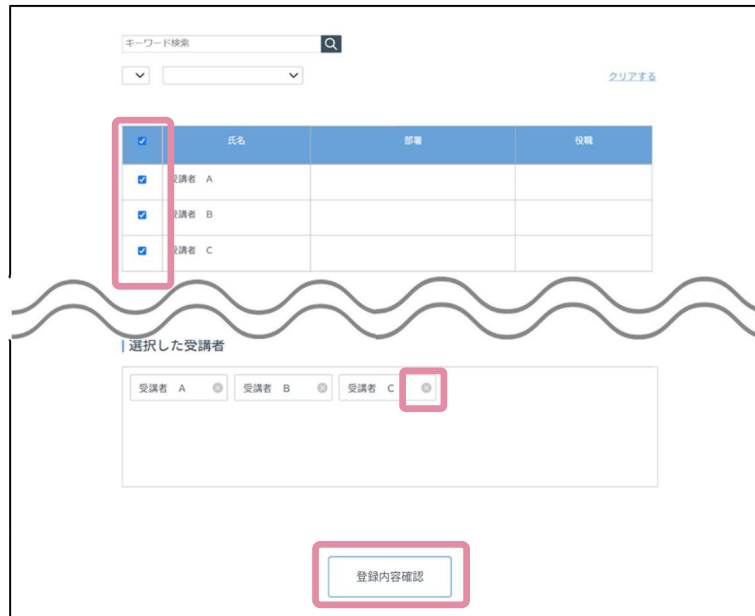 キーワード検索
クリアする
氏名 部署 役職
受講者 A
受講者 B
受講者 C
選択した受講者
受講者 A 受講者 B 受講者 C
登録内容確認